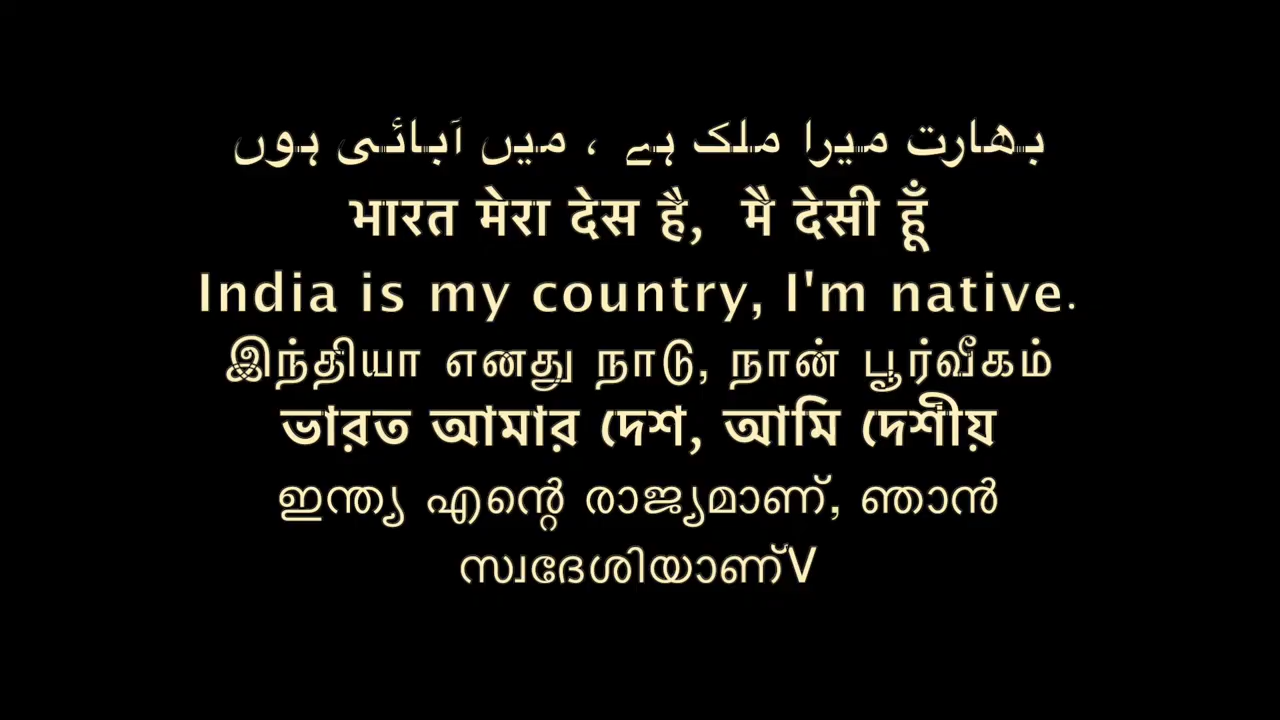 بھارت میرا ملک ہے ، میں آبائی ہوں
भारत मेरा देस है, मै देसी हूँ
India is my country, I'm native.
இந்தியா எனது நாடு, நான் பூர்வீகம்
ভারত আমার দেশ, আমি দেশীয়
ഇന്ത്യ എന്റെ രാജ്യമാണ്, ഞാൻ
സ്വദേശിയാണ്V